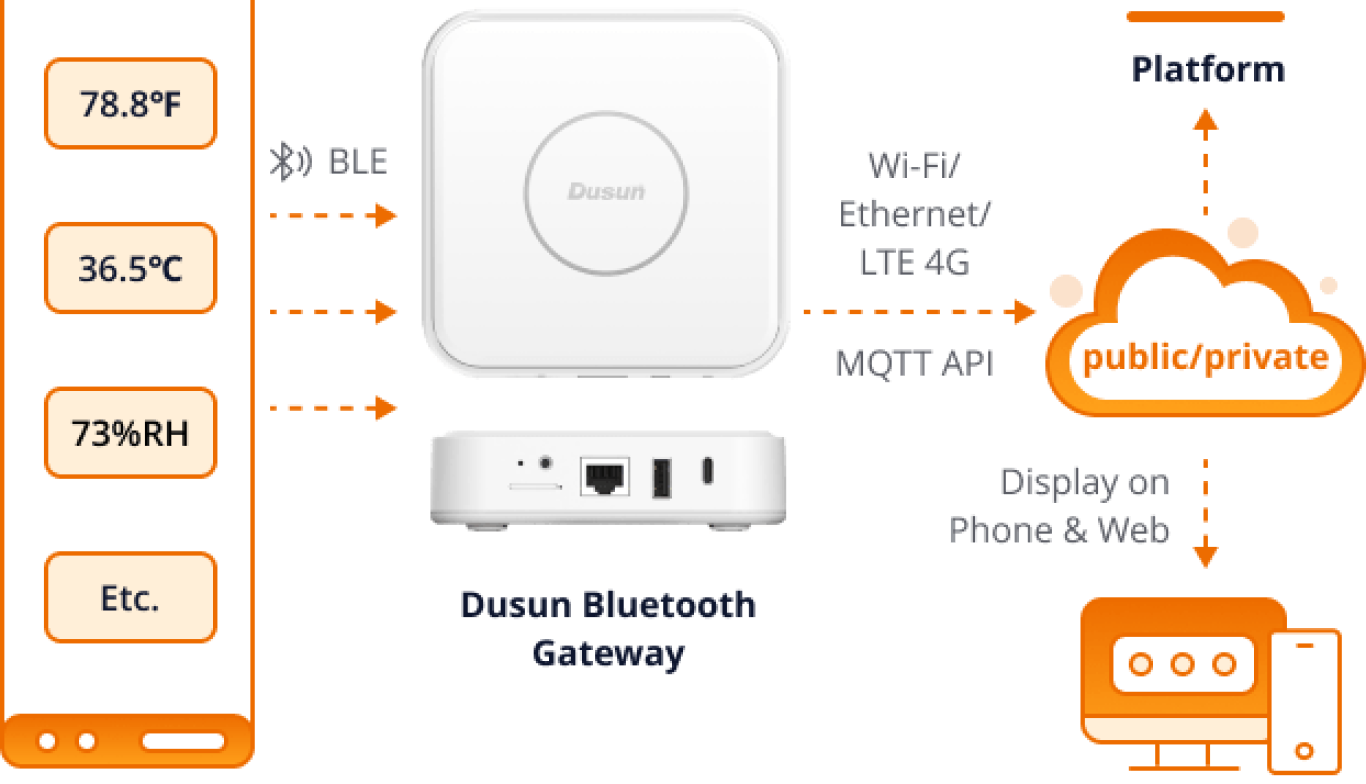 78.8°F
36.5°C
73%RH
Etc.
BLE
Dusun
Dusun Bluetooth
Gateway
Wi-Fi/
Ethernet/
LTE 4G
MQTT API
Platform
public/private
Display on
Phone & Web